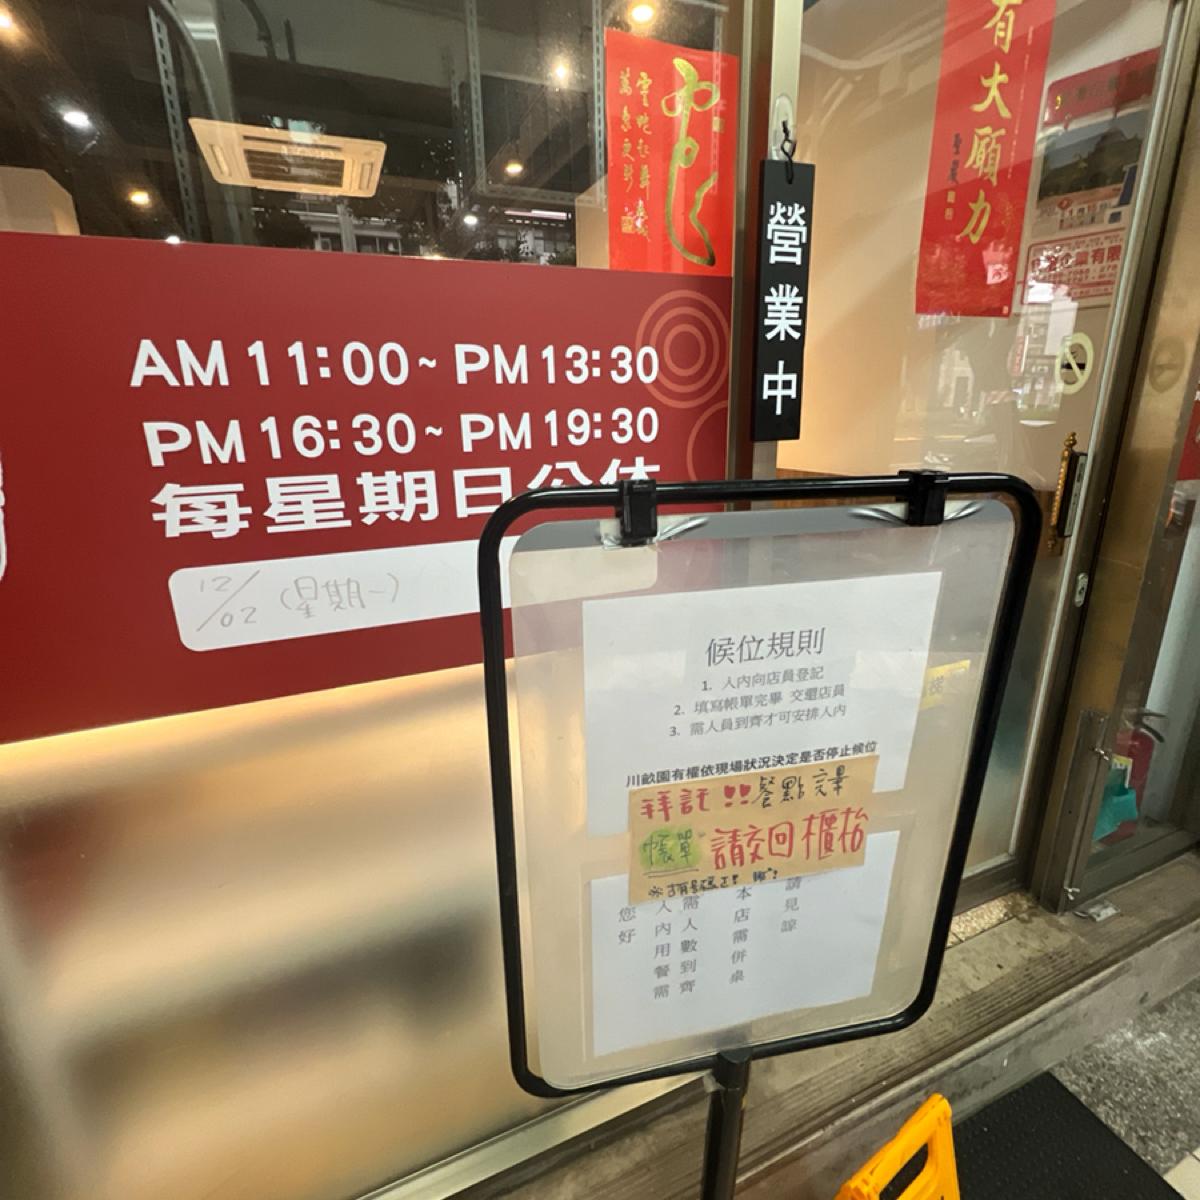 有大願力
營業中
AM 11:00~ PM 13:30
PM 16:30~ PM 19:30
每星期日公休
12/02 (星期一)
候位規則
1. 入內向店員登記
2. 填寫帳單完畢 交還店員
3. 需人員到齊才可安排入內
川畝園有權依現場狀況決定是否停止候位
拜託!!餐點完畢
帳單 請交回櫃枱
您好
人內用餐需
需人數到齊
本店需併桌
請見諒